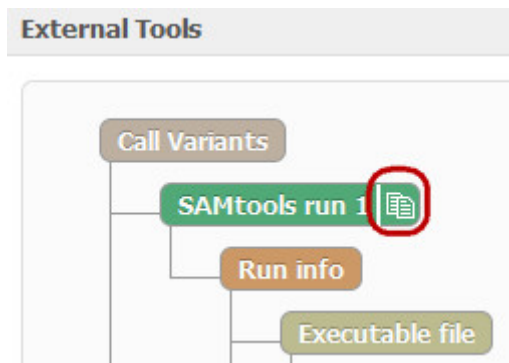 External Tools
Call Variants
SAMtools run 1
Run info
Executable file